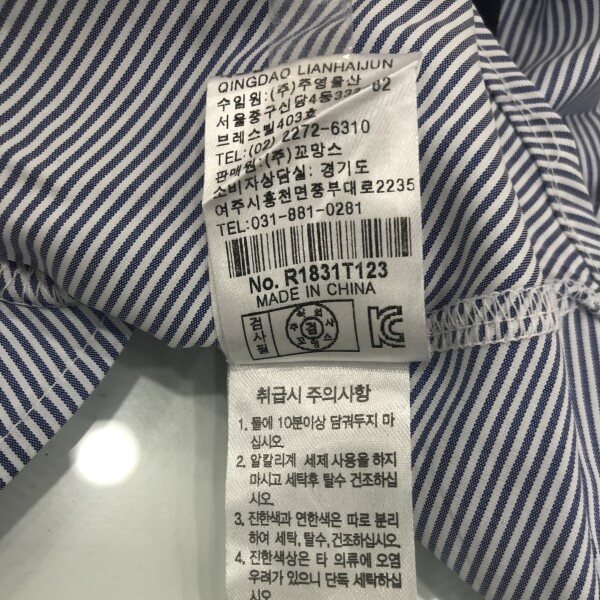 QINGDAO LIANHAIJUN
수입원:(주)주영물산
서울중구신당4동333-62
브레스빌403호
TEL:(02) 2272-6310
판매원:(주)꼬망스
소비자상담실: 경기도
여주시흥천면중부대로2235
TEL:031-881-0281
No. R1831T123
MADE IN CHINA
검사필
KC
취급시 주의사항
1. 물에 10분이상 담궈두지 마
십시오.
2. 알칼리계 세제 사용을 하지
마시고 세탁후 탈수 건조하십
시오.
3. 진한색과 연한색은 따로 분리
하여 세탁, 탈수, 건조하십시오.
4. 진한색상은 타 의류에 오염
우려가 있으니 단독 세탁하십
시오.